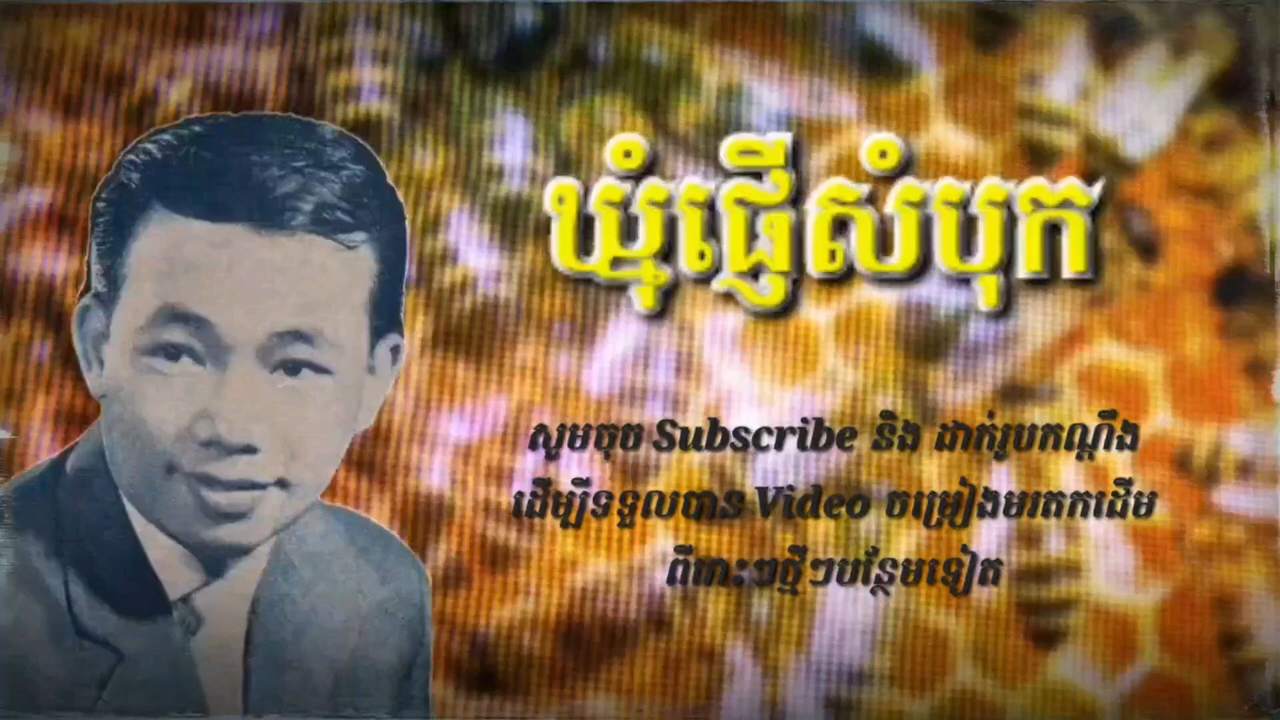 ឃ្មុំផ្ញើសំបុក
សូមចុច Subscribe និង ដាក់រូបកណ្ដឹង
ដើម្បីទទួលបាន Video ចម្រៀងមរតកដើម
ពីកោះៗថ្មីៗបន្ថែមទៀត